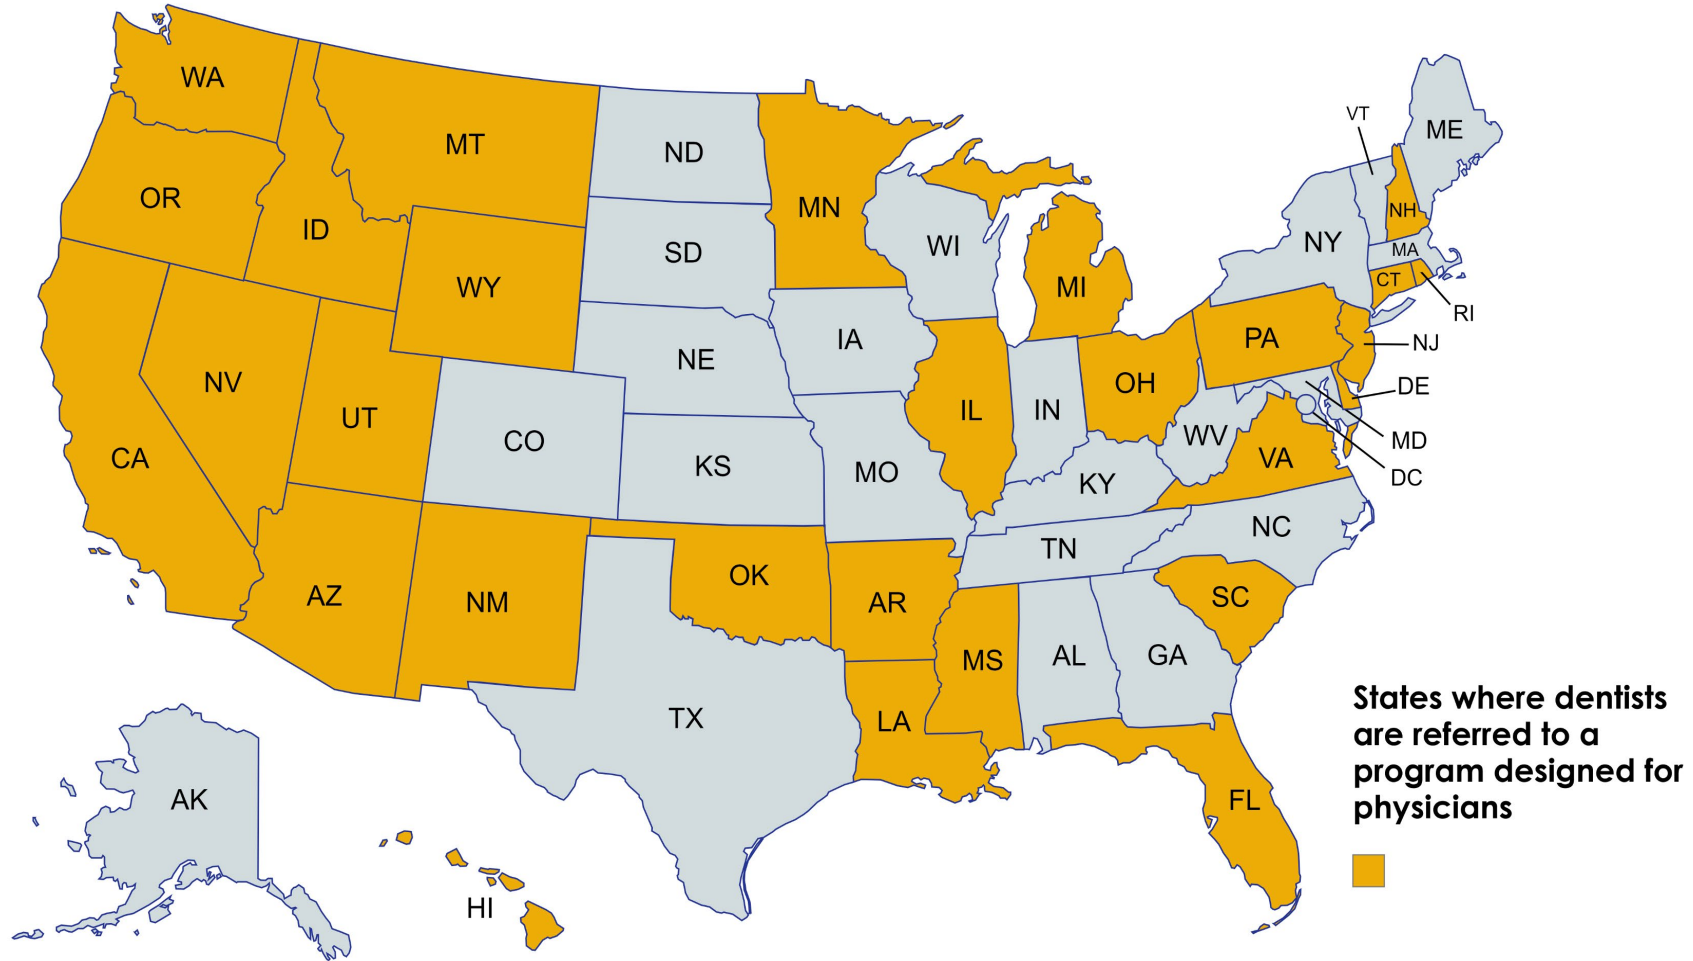 WA
MT
ND
MN
VT
ME
OR
ID
SD
WI
NH
NY
MA
WY
MI
CT
RI
IA
PA
NJ
NE
NV
OH
DE
UT
IL
IN
CO
WV
MD
CA
KS
MO
VA
DC
KY
NC
TN
OK
AZ
NM
AR
SC
MS
AL
GA
TX
LA
States where dentists
are referred to a
program designed for
physicians
AK
FL
HI